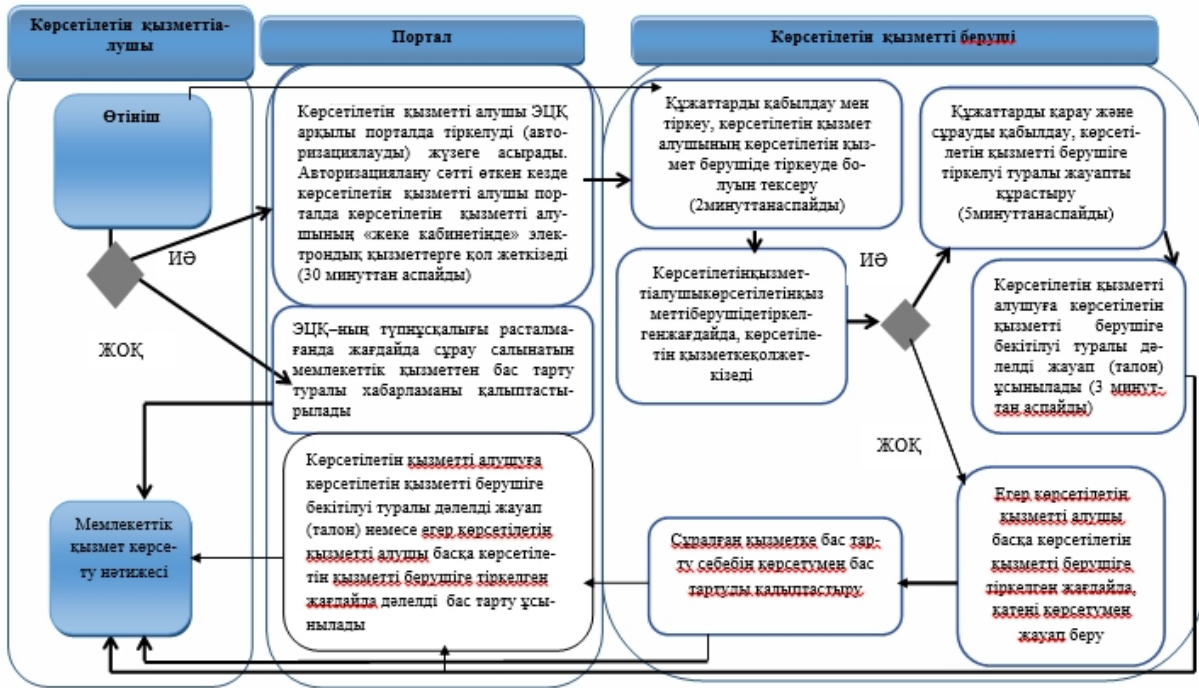 Көрсетілетін қызметтіа-
лушы
Портал
Көрсетілетін қызметті беруші
Өтініш
ИӘ
ЖОҚ
Көрсетілетін қызметті алушы ЭЦҚ
арқылы порталда тіркелуді (авто-
ризациялауды) жүзеге асырады.
Авторизациялану сәтті өткен кезде
көрсетілетін қызметті алушы пор-
талда көрсетілетін қызметті алу-
шының «жеке кабинетінде» элек-
трондық қызметтерге қол жеткізеді
(30 минуттан аспайды)
ЭЦҚ–ның түпнұсқалығы расталма-
ғанда жағдайда сұрау салынатын
мемлекеттік қызметтен бас тарту
туралы хабарламаны қалыптасты-
рылады
Көрсетілетін қызметті алушуға
көрсетілетін қызметті берушіге
бекітілуі туралы дәлелді жауап
(талон) немесе егер көрсетілетін
қызметті алушы басқа көрсетіле-
тін қызметті берушіге тіркелген
жағдайда дәлелді бас тарту ұсы-
нылады
Мемлекеттік
қызмет көрсе-
ту нәтижесі
Құжаттарды қабылдау мен
тіркеу, көрсетілетін қызмет
алушының көрсетілетін қыз-
мет берушіде тіркеуде бо-
луын тексеру
(2минуттанаспайды)
Көрсетілетінқызмет-
тіалушыкөрсетілетінқыз
меттіберушідетіркел-
генжағдайда, көрсетіле-
тін қызметкеқолжет-
кізеді
ИӘ
ЖОҚ
Құжаттарды қарау және
сұрауды қабылдау, көрсеті-
летін қызметті берушіге
тіркелуі туралы жауапты
құрастыру
(5минуттанаспайды)
Көрсетілетін қызметті
алушуға көрсетілетін
қызметті берушіге
бекітілуі туралы дә-
лелді жауап (талон)
ұсынылады (3 минут-
тан аспайды)
Егер көрсетілетін
қызметті алушы
басқа көрсетілетін
қызметті берушіге
тіркелген жағдайда,
қатені көрсетумен
жауап беру
Сұралған қызметке бас тар-
ту себебін көрсетумен бас
тартуды қалыптастыру.